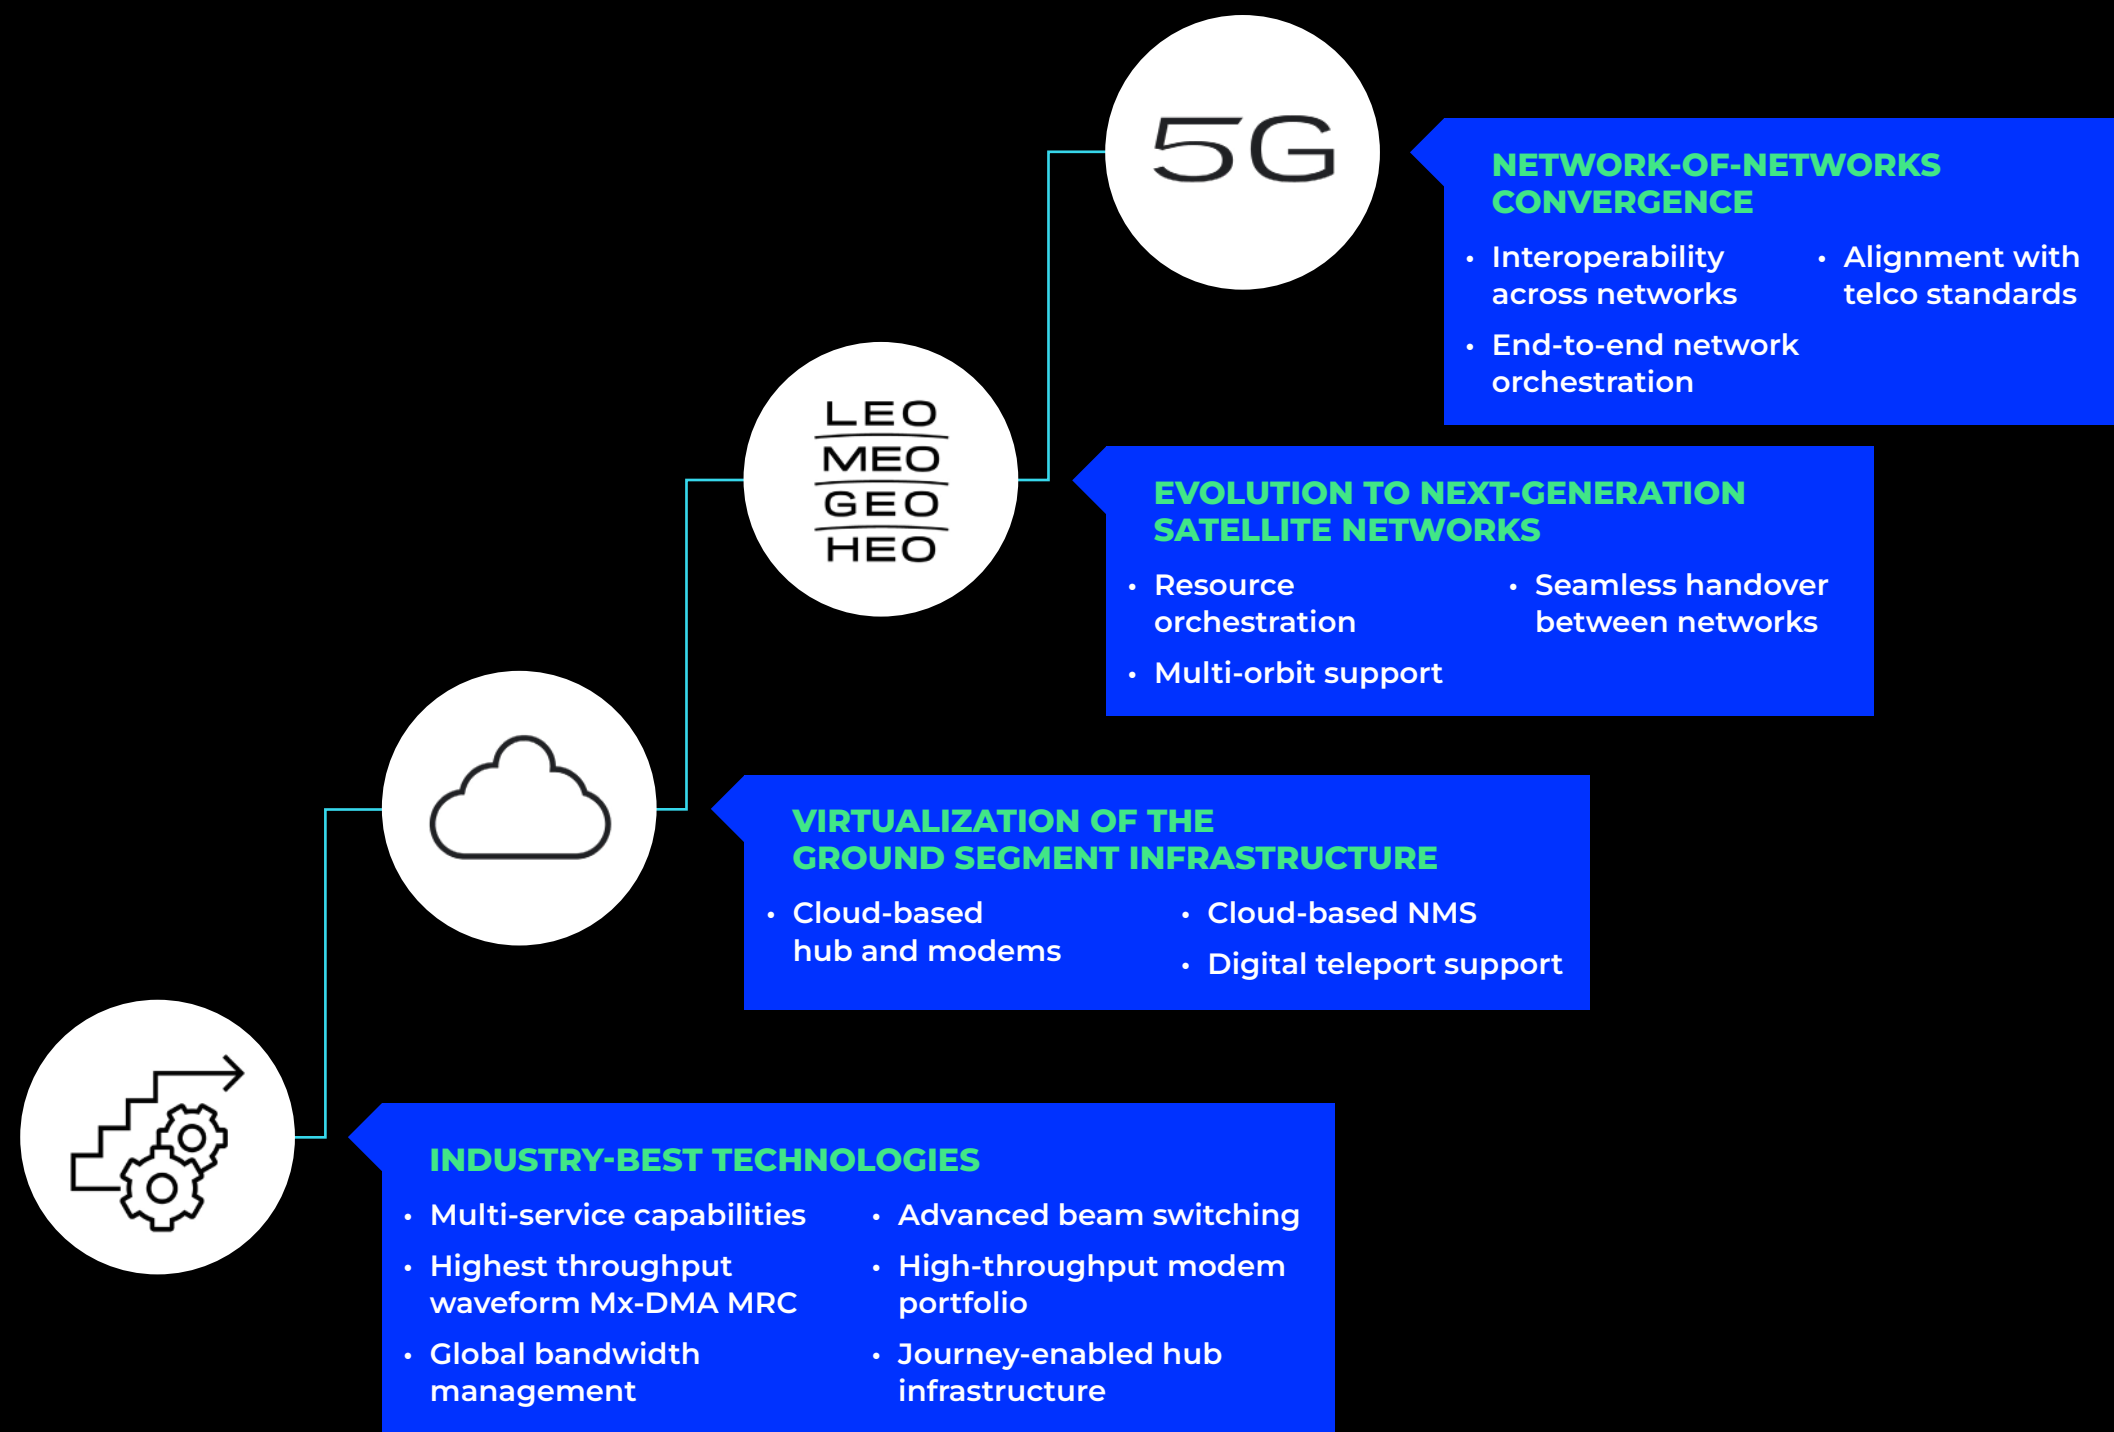 5G
NETWORK-OF-NETWORKS
CONVERGENCE
• Interoperability
across networks
• End-to-end network
orchestration
• Alignment with
telco standards
LEO
MEO
GEO
HEO
EVOLUTION TO NEXT-GENERATION
SATELLITE NETWORKS
• Resource
orchestration
• Multi-orbit support
• Seamless handover
between networks
VIRTUALIZATION OF THE
GROUND SEGMENT INFRASTRUCTURE
• Cloud-based
hub and modems
• Cloud-based NMS
• Digital teleport support
INDUSTRY-BEST TECHNOLOGIES
• Multi-service capabilities
• Highest throughput
waveform Mx-DMA MRC
• Global bandwidth
management
• Advanced beam switching
• High-throughput modem
portfolio
• Journey-enabled hub
infrastructure